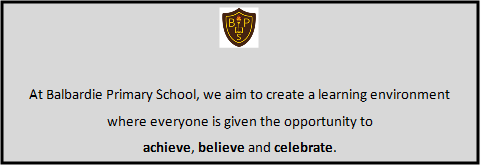 B P
S
At Balbardie Primary School, we aim to create a learning environment
where everyone is given the opportunity to
achieve, believe and celebrate.